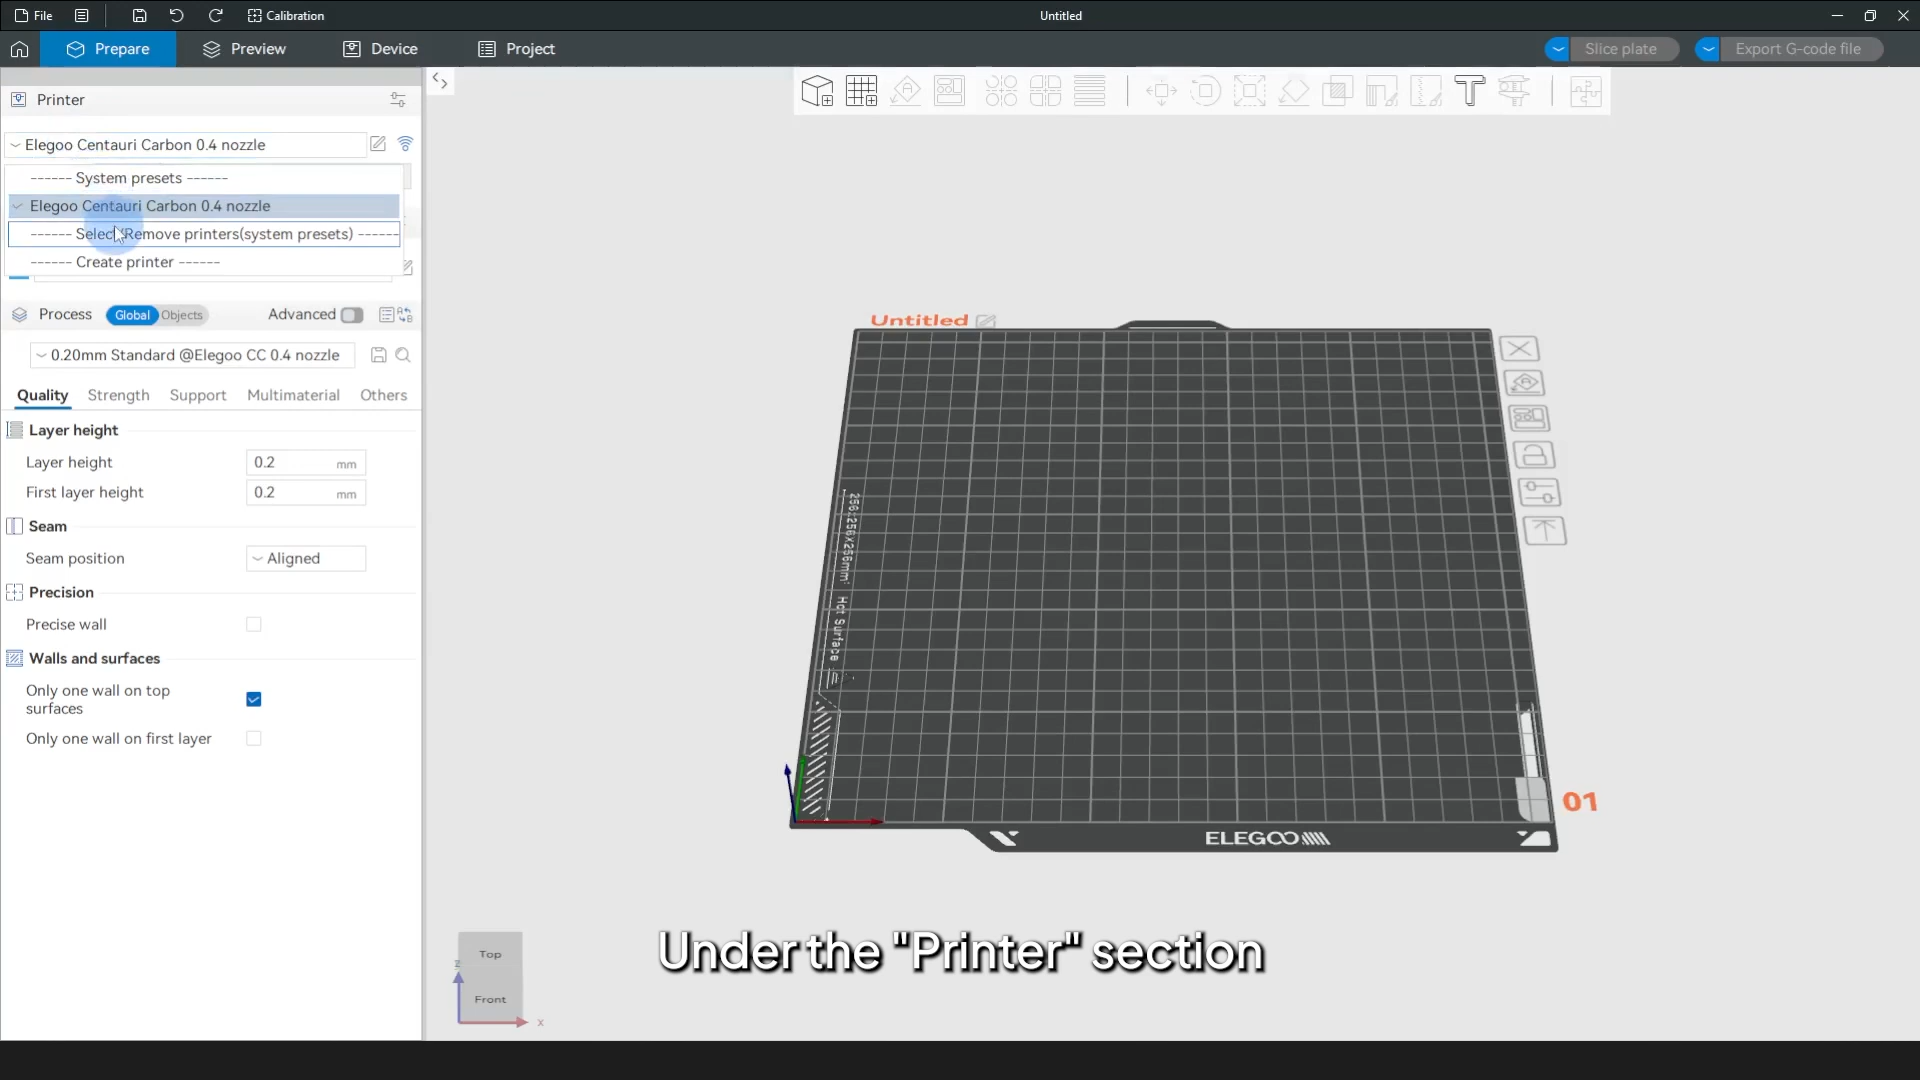 File
Calibration
Untitled
Prepare
Preview
Device
Project
Slice plate
Export G-code file
Printer
Elegoo Centauri Carbon 0.4 nozzle
------ System presets ------
Elegoo Centauri Carbon 0.4 nozzle
------ Select/Remove printers(system presets) ------
------ Create printer ------
Process
Global
Objects
Advanced
0.20mm Standard @Elegoo CC 0.4 nozzle
Quality
Strength
Support
Multimaterial
Others
Layer height
Layer height 0.2 mm
First layer height 0.2 mm
Seam
Seam position Aligned
Precision
Precise wall
Walls and surfaces
Only one wall on top
surfaces
Only one wall on first layer
Untitled
256x256x256mm³ Hot Surface
01
ELEGOO
Top
Front
z
x
Under the "Printer" section